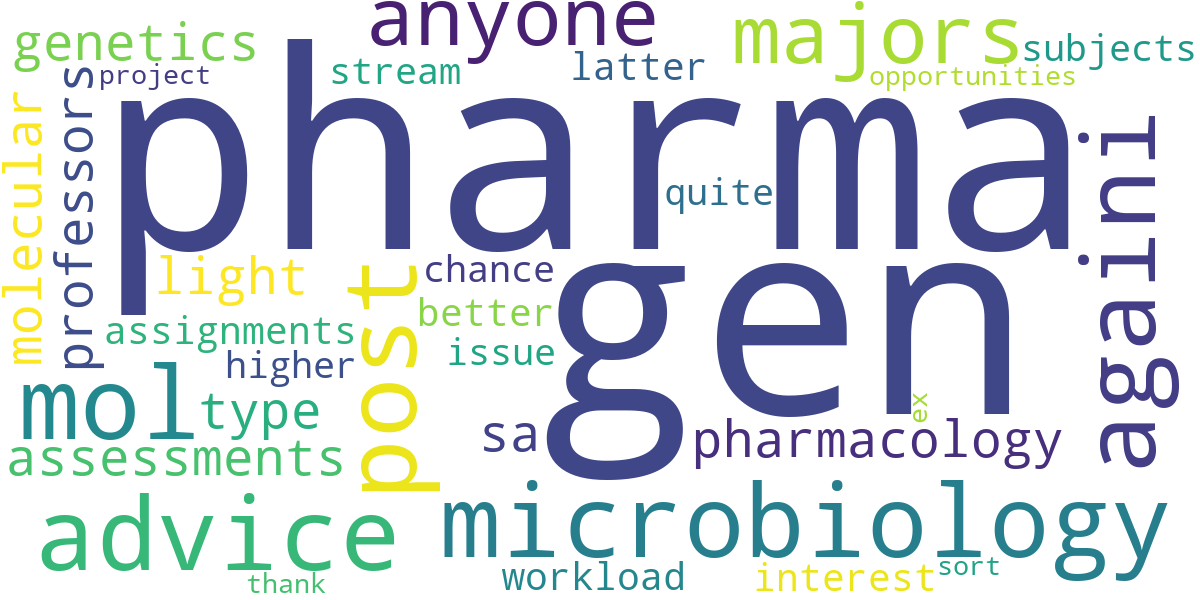 anyone
majors
genetics
subjects
project
stream
latter
opportunities
pharma
molecular
professors
againi
quite
light
post
chance
gen
better
assignments
issue
higher
mol
type
ex
sa
pharmacology
assessments
advice
microbiology
workload
interest
sort
thank